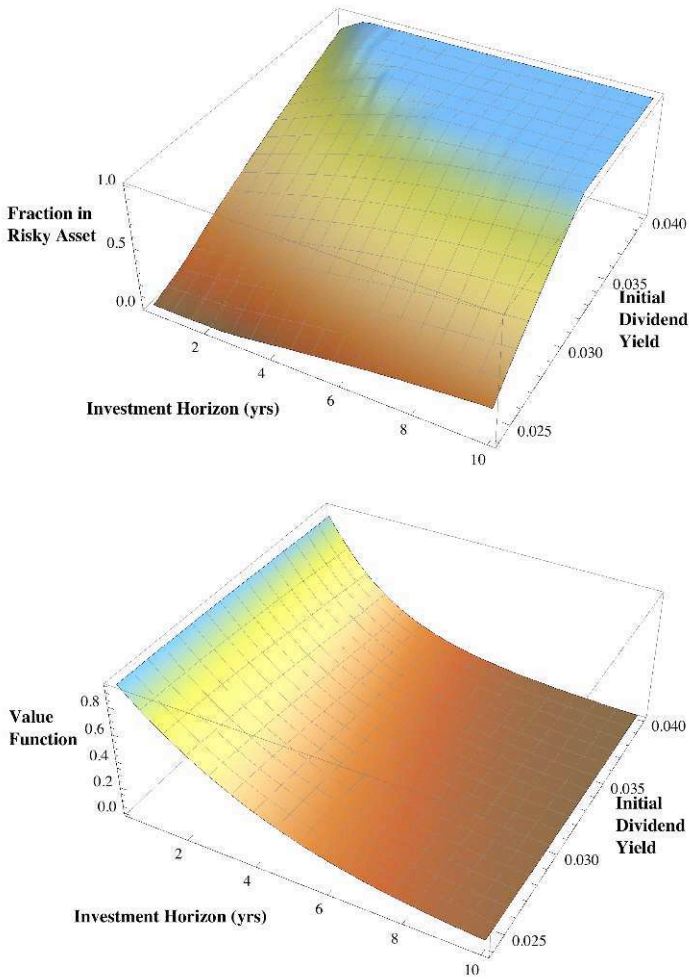 1.0
Fraction in
Risky Asset
0.5
0.0
2
4
6
8
10
Investment Horizon (yrs)
0.040
0.035
Initial
Dividend
Yield
0.030
0.025
0.8
Value
Function
0.6
0.4
0.2
0.0
2
4
6
8
10
Investment Horizon (yrs)
0.040
0.035
Initial
Dividend
Yield
0.030
0.025